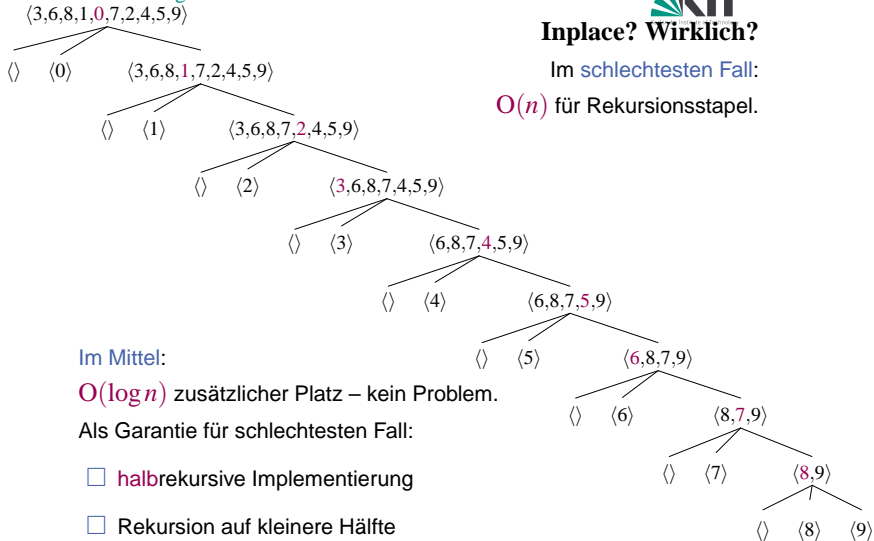 ⟨3,6,8,1,0,7,2,4,5,9⟩
Inplace? Wirklich?
⟨⟩ ⟨0⟩ ⟨3,6,8,1,7,2,4,5,9⟩
Im schlechtesten Fall:
O(n) für Rekursionsstapel.
⟨⟩ ⟨1⟩ ⟨3,6,8,7,2,4,5,9⟩
⟨⟩ ⟨2⟩ ⟨3,6,8,7,4,5,9⟩
⟨⟩ ⟨3⟩ ⟨6,8,7,4,5,9⟩
⟨⟩ ⟨4⟩ ⟨6,8,7,5,9⟩
⟨⟩ ⟨5⟩ ⟨6,8,7,9⟩
⟨⟩ ⟨6⟩ ⟨8,7,9⟩
⟨⟩ ⟨7⟩ ⟨8,9⟩
⟨⟩ ⟨8⟩ ⟨9⟩
Im Mittel:
O(log n) zusätzlicher Platz – kein Problem.
Als Garantie für schlechtesten Fall:
□ halbrekursive Implementierung
□ Rekursion auf kleinere Hälfte